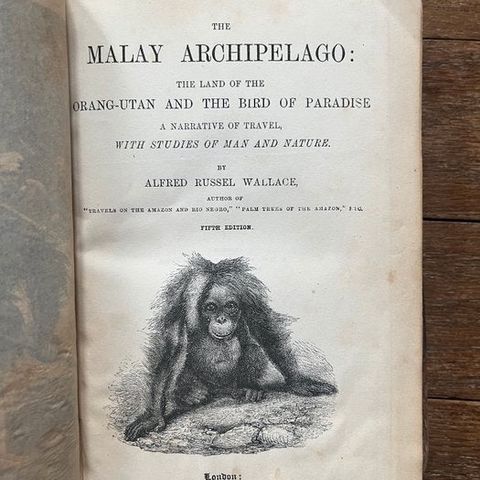 THE
MALAY ARCHIPELAGO:
THE LAND OF THE
ORANG-UTAN AND THE BIRD OF PARADISE
A NARRATIVE OF TRAVEL,
WITH STUDIES OF MAN AND NATURE.
BY
ALFRED RUSSEL WALLACE,
AUTHOR OF
"TRAVELS ON THE AMAZON AND RIO NEGRO," "PALM TREES OF THE AMAZON," ETC.
FIFTH EDITION.
London: